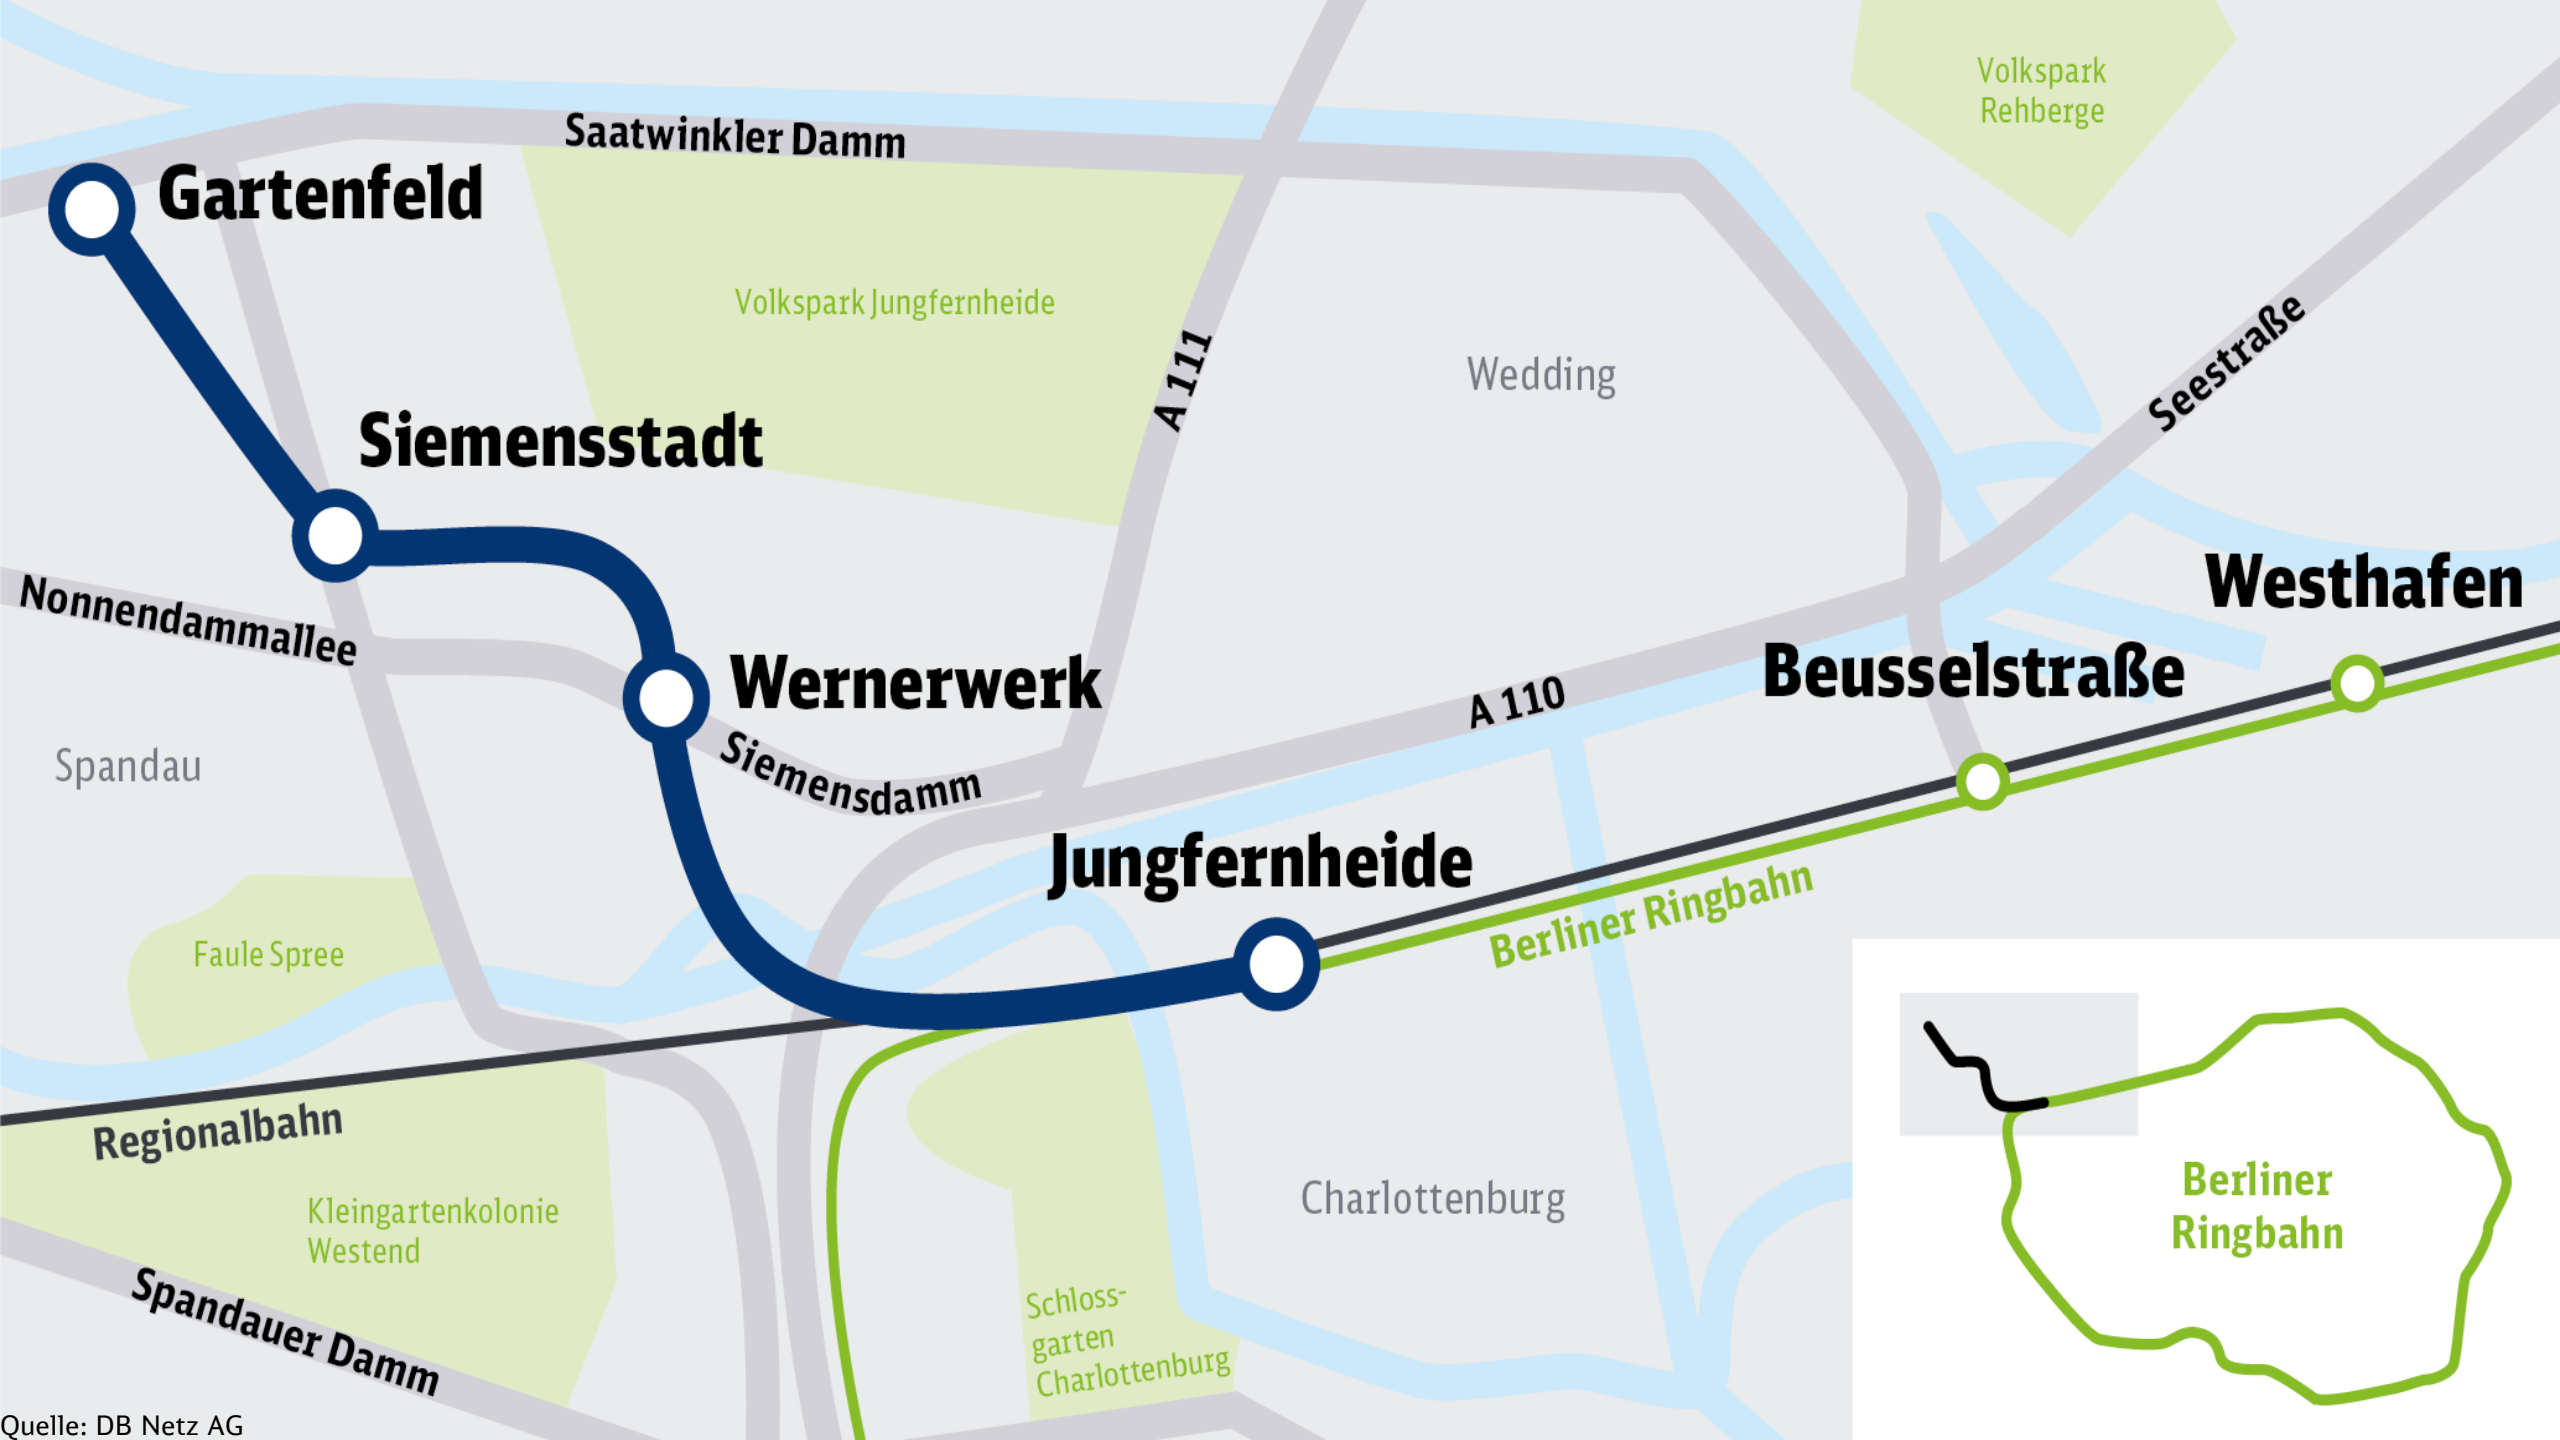 Volkspark
Rehberge
Saatwinkler Damm
Gartenfeld
Volkspark Jungfernheide
A 111
Wedding
Seestraße
Siemensstadt
Nonnendammallee
Westhafen
Beusselstraße
Wernerwerk
A 110
Siemensdamm
Spandau
Jungfernheide
Berliner Ringbahn
Faule Spree
Regionalbahn
Kleingartenkolonie
Westend
Charlottenburg
Berliner
Ringbahn
Schloss-
garten
Charlottenburg
Spandauer Damm
Quelle: DB Netz AG